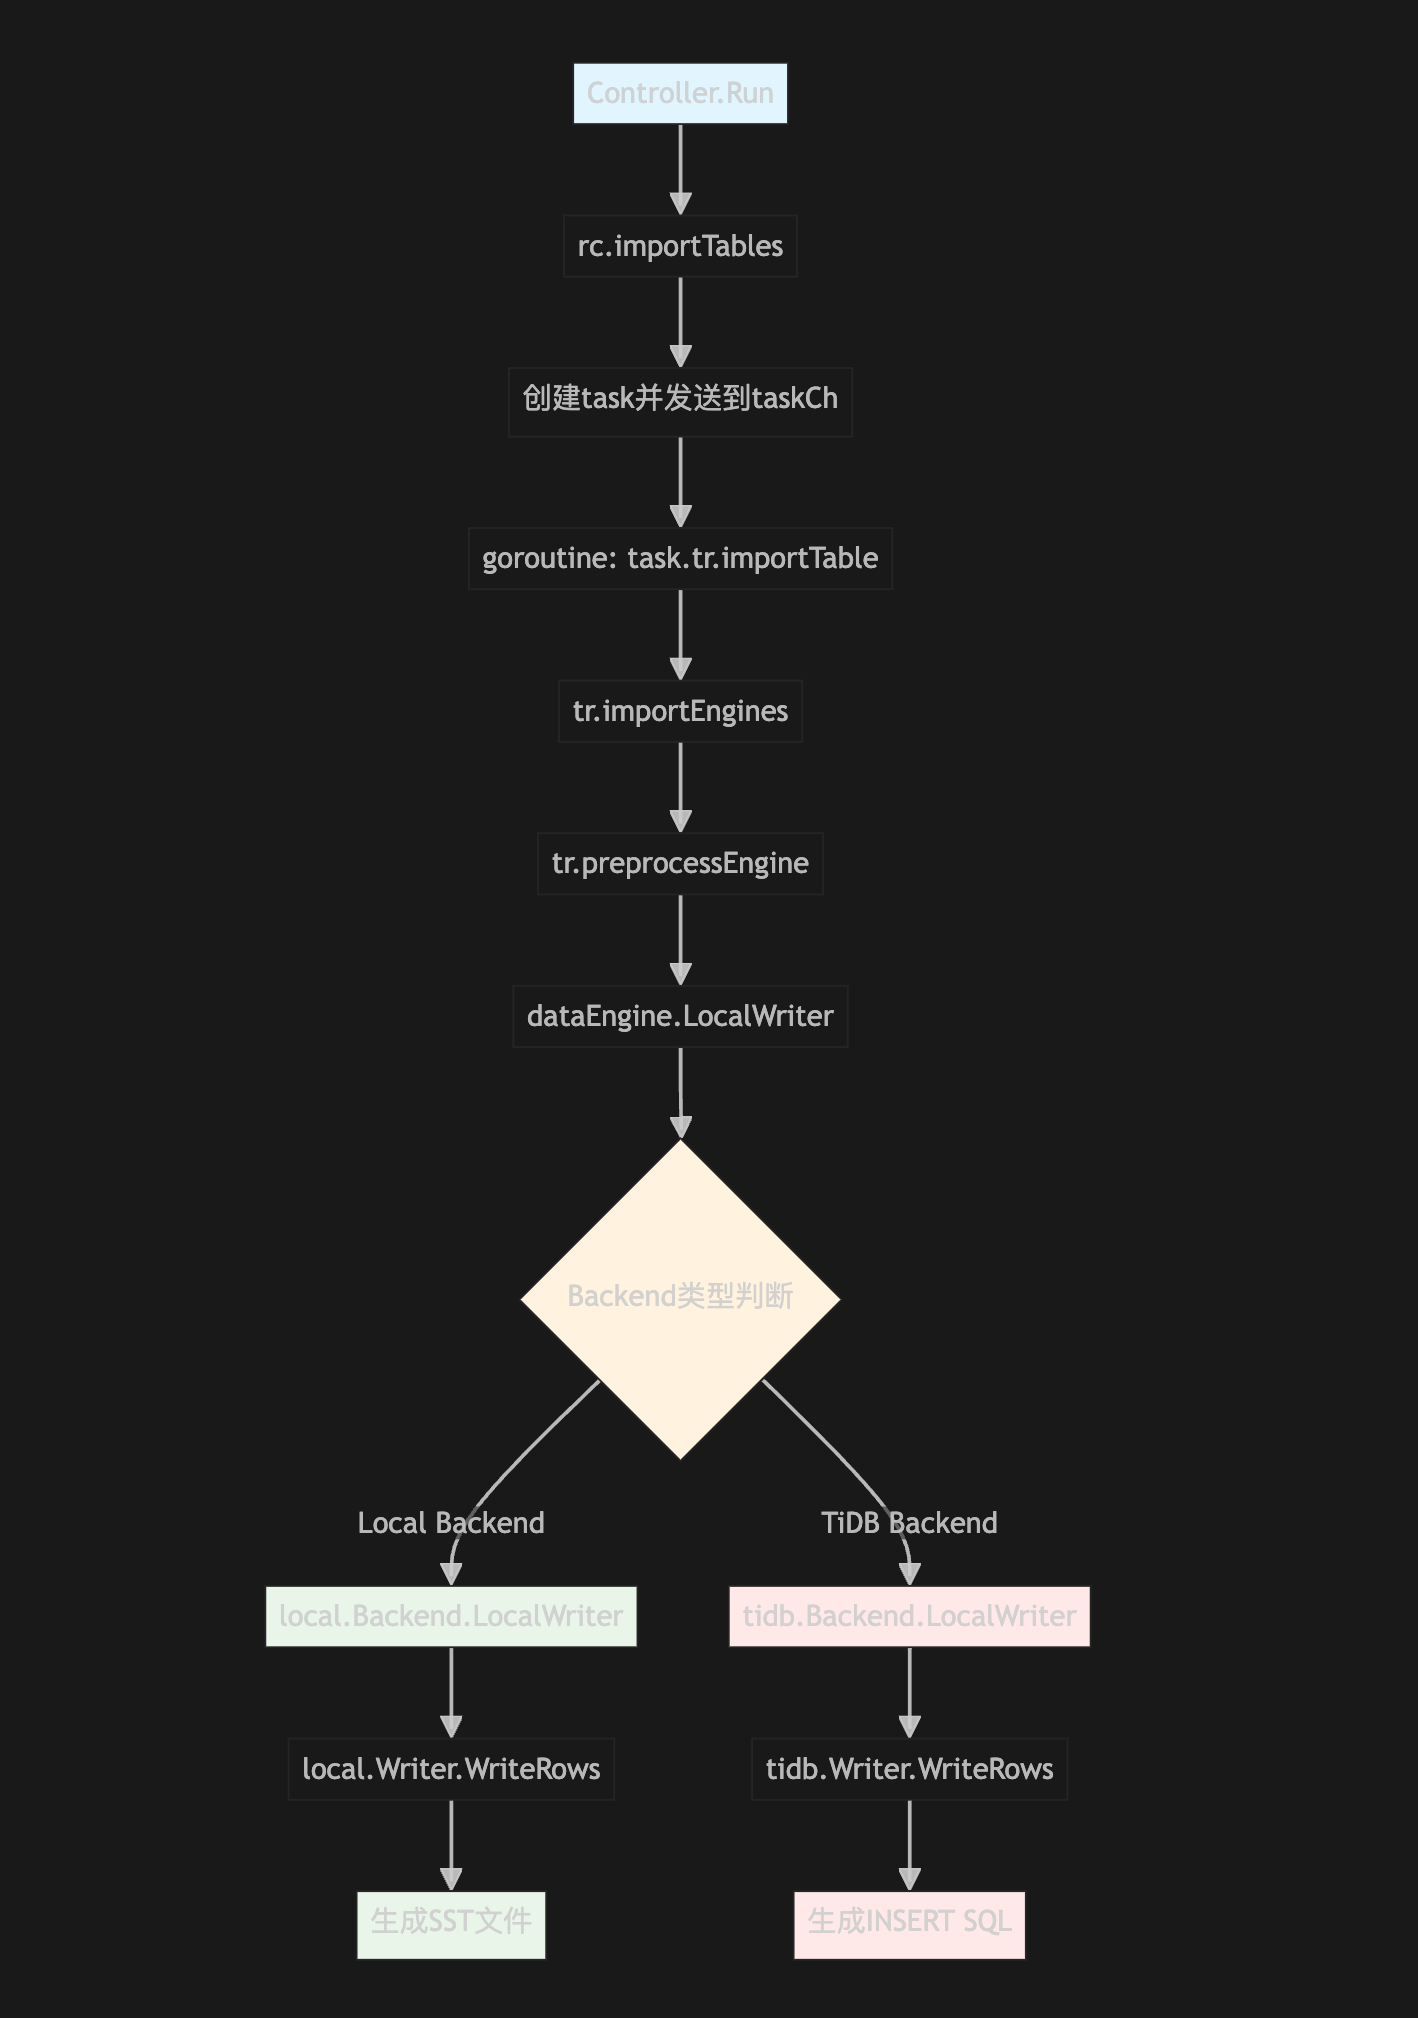 Controller.Run
rc.importTables
创建task并发送到taskCh
goroutine: task.tr.importTable
tr.importEngines
tr.preprocessEngine
dataEngine.LocalWriter
Backend类型判断
Local Backend
TiDB Backend
local.Backend.LocalWriter
tidb.Backend.LocalWriter
local.Writer.WriteRows
tidb.Writer.WriteRows
生成SST文件
生成INSERT SQL